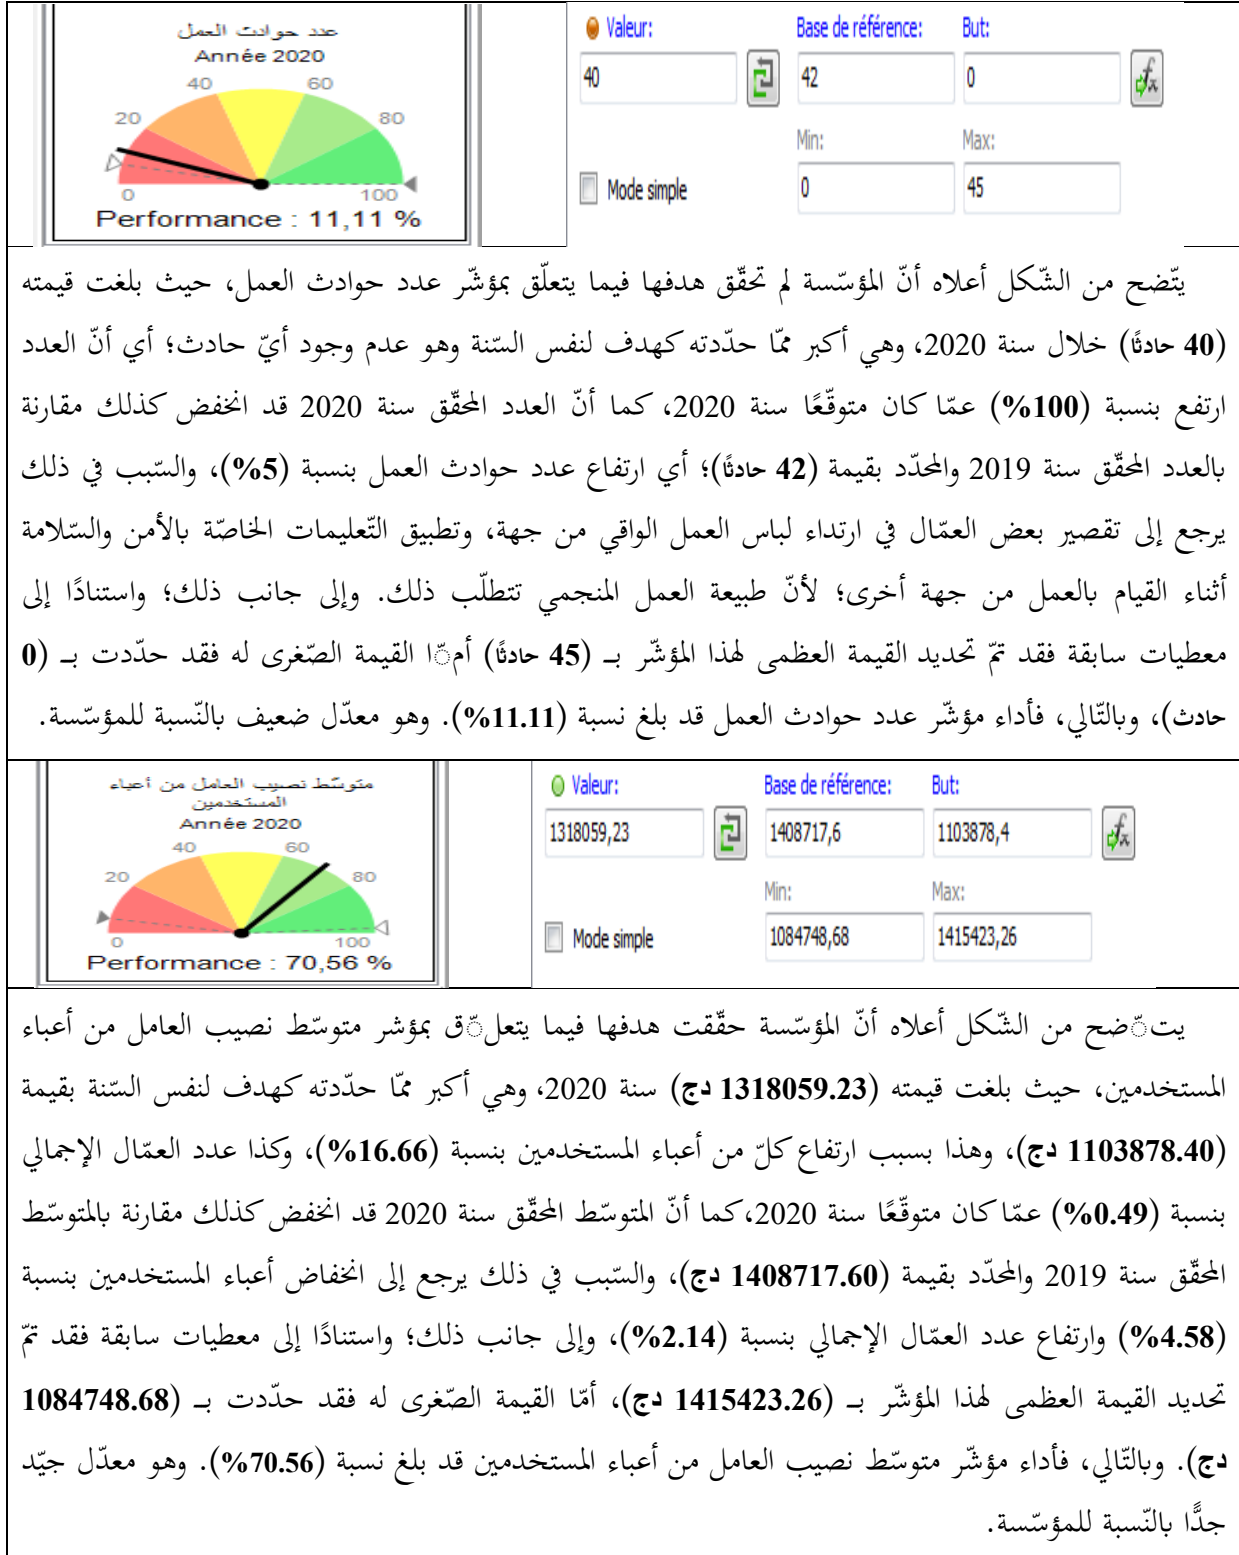 عدد حوادث العمل
Année 2020
0
20
40
60
80
100
Performance : 11,11 %
Valeur:
Base de référence:
But:
40
42
0
Min:
Max:
Mode simple
0
45
يتّضح من الشّكل أعلاه أنّ المؤسّسة لم تحقّق هدفها فيما يتعلّق بمؤشّر عدد حوادث العمل، حيث بلغت قيمته
(40 حادثًا) خلال سنة 2020، وهي أكبر ممّا حدّدته كهدف لنفس السّنة وهو عدم وجود أيّ حادث؛ أي أنّ العدد
ارتفع بنسبة (100%) عمّا كان متوقّعًا سنة 2020، كما أنّ العدد المحقّق سنة 2020 قد انخفض كذلك مقارنة
بالعدد المحقّق سنة 2019 والمحدّد بقيمة (42 حادثًا)؛ أي ارتفاع عدد حوادث العمل بنسبة (5%)، والسّبب في ذلك
يرجع إلى تقصير بعض العمّال في ارتداء لباس العمل الواقي من جهة، وتطبيق التّعليمات الخاصّة بالأمن والسّلامة
أثناء القيام بالعمل من جهة أخرى؛ لأنّ طبيعة العمل المنجمي تتطلّب ذلك. وإلى جانب ذلك؛ واستنادًا إلى
معطيات سابقة فقد تمّ تحديد القيمة العظمى لهذا المؤشّر بـ (45 حادثًا) أمّا القيمة الصّغرى له فقد حدّدت بـ (0
حادث)، وبالتّالي، فأداء مؤشّر عدد حوادث العمل قد بلغ نسبة (11.11%). وهو معدّل ضعيف بالنّسبة للمؤسّسة.
متوسّط نصيب العامل من أعباء
المستخدمين
Année 2020
0
20
40
60
80
100
Performance : 70,56 %
Valeur:
Base de référence:
But:
1318059,23
1408717,6
1103878,4
Min:
Max:
Mode simple
1084748,68
1415423,26
يتّضح من الشّكل أعلاه أنّ المؤسّسة حقّقت هدفها فيما يتعلّق بمؤشر متوسّط نصيب العامل من أعباء
المستخدمين، حيث بلغت قيمته (1318059.23 دج) سنة 2020، وهي أكبر ممّا حدّدته كهدف لنفس السّنة بقيمة
(1103878.40 دج)، وهذا بسبب ارتفاع كلّ من أعباء المستخدمين بنسبة (16.66%)، وكذا عدد العمّال الإجمالي
بنسبة (0.49%) عمّا كان متوقّعًا سنة 2020، كما أنّ المتوسّط المحقّق سنة 2020 قد انخفض كذلك مقارنة بالمتوسّط
المحقّق سنة 2019 والمحدّد بقيمة (1408717.60 دج)، والسّبب في ذلك يرجع إلى انخفاض أعباء المستخدمين بنسبة
(4.58%) وارتفاع عدد العمّال الإجمالي بنسبة (2.14%)، وإلى جانب ذلك؛ واستنادًا إلى معطيات سابقة فقد تمّ
تحديد القيمة العظمى لهذا المؤشّر بـ (1415423.26 دج)، أمّا القيمة الصّغرى له فقد حدّدت بـ (1084748.68
دج). وبالتّالي، فأداء مؤشّر متوسّط نصيب العامل من أعباء المستخدمين قد بلغ نسبة (70.56%). وهو معدّل جيّد
جدًّا بالنّسبة للمؤسّسة.